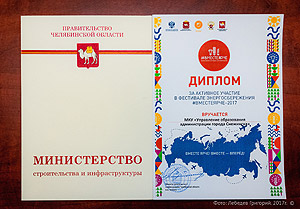 ПРАВИТЕЛЬСТВО
ЧЕЛЯБИНСКОЙ ОБЛАСТИ
МИНИСТЕРСТВО
строительства и инфраструктуры
#ВМЕСТЕЯРЧЕ
ДИПЛОМ
ЗА АКТИВНОЕ УЧАСТИЕ
В ФЕСТИВАЛЕ ЭНЕРГОСБЕРЕЖЕНИЯ
#ВМЕСТЕЯРЧЕ-2017
ВРУЧАЕТСЯ
МКУ «Управление образования
администрации города Снежинска»
ВМЕСТЕ ЯРЧЕ! ВМЕСТЕ — ВПЕРЁД!
Фото: Лебедев Григорий, 2017г. ©